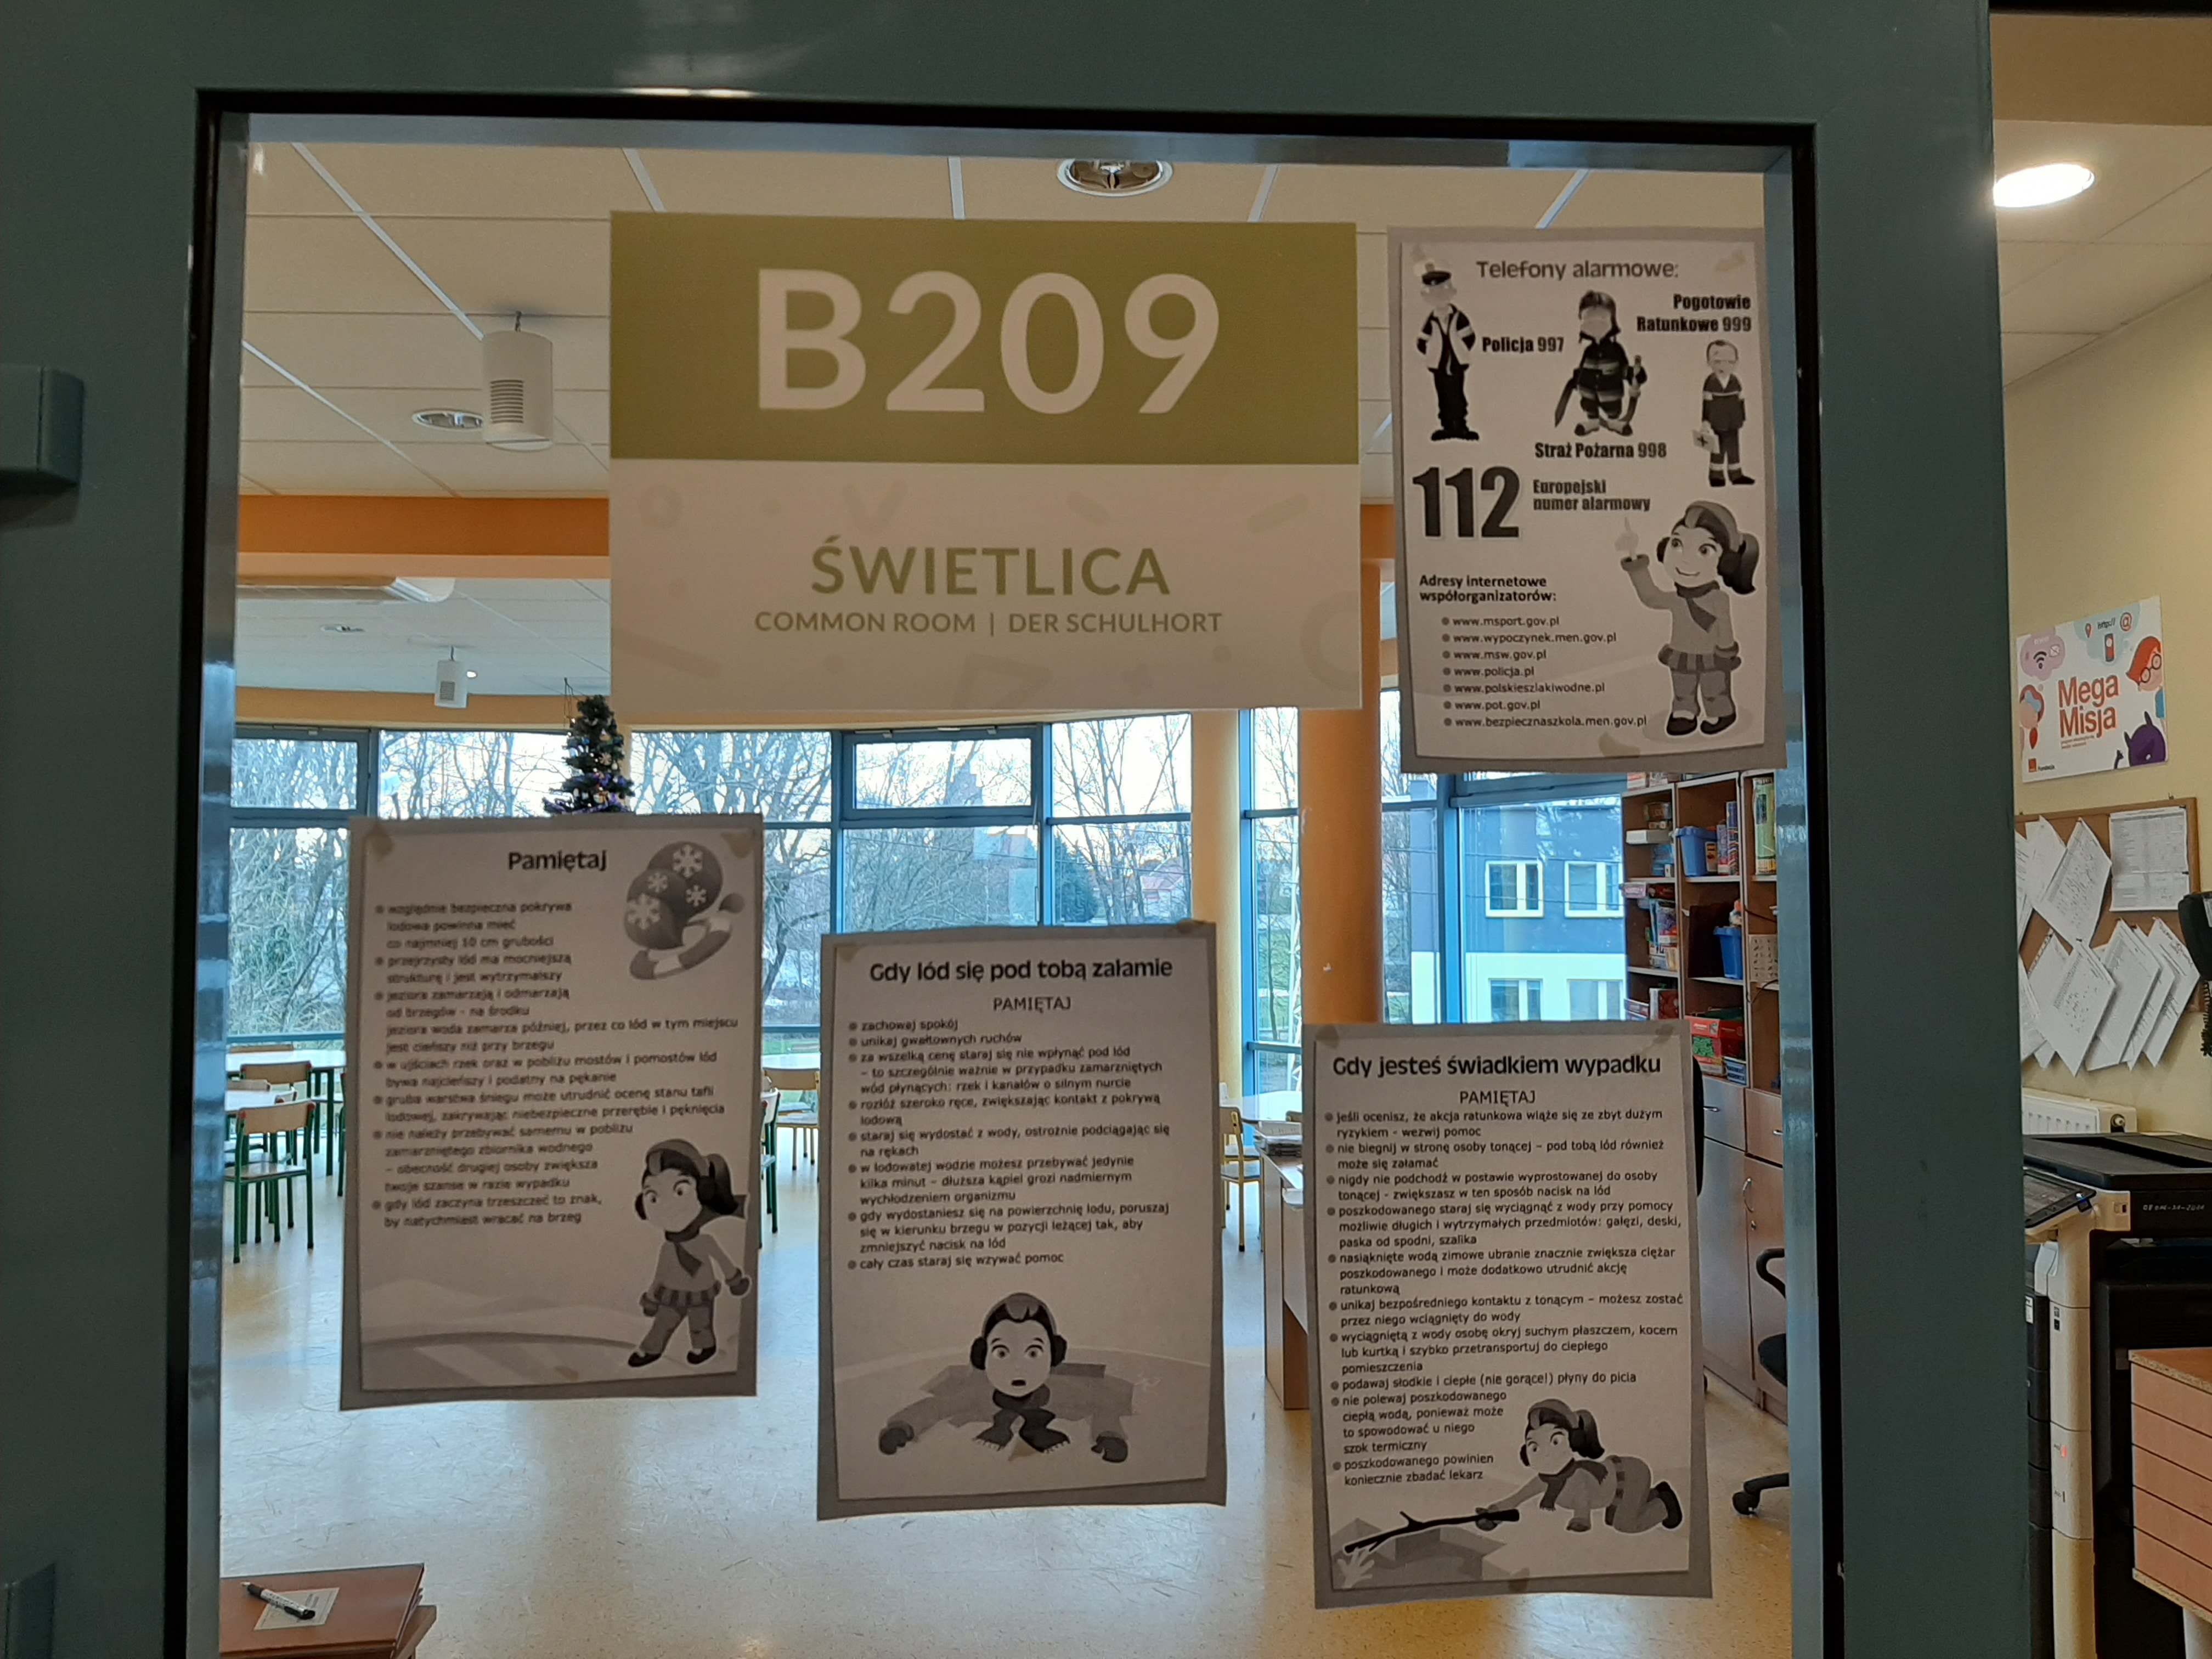 B209
ŚWIETLICA
COMMON ROOM | DER SCHULHORT
Telefony alarmowe:
Pogotowie
Ratunkowe 999
Policja 997
Straż Pożarna 998
112
Europejski
numer alarmowy
Adresy internetowe
współorganizatorów:
www.msport.gov.pl
www.wypoczynek.men.gov.pl
www.msw.gov.pl
www.policja.pl
www.polskieszlakiwodne.pl
www.pot.gov.pl
www.bezpiecznaszkola.men.gov.pl
http://
@
Mega
Misja
Pamiętaj
względnie bezpieczna pokrywa
lodowa powinna mieć
co najmniej 10 cm grubości
przejrzysty lód ma mocniejszą
strukturę i jest wytrzymalszy
jeziora zamarzają i odmarzają
od brzegów - na środku
jeziora woda zamarza później, przez co lód w tym miejscu
jest cieńszy niż przy brzegu
w ujściach rzek oraz w pobliżu mostów i pomostów lód
bywa najcieńszy i podatny na pękanie
gruba warstwa śniegu może utrudnić ocenę stanu tafli
lodowej, zakrywając niebezpieczne przeręble i pęknięcia
nie należy przebywać samemu w pobliżu
zamarzniętego zbiornika wodnego
– obecność drugiej osoby zwiększa
twoje szanse w razie wypadku
gdy lód zaczyna trzeszczeć to znak,
by natychmiast wracać na brzeg
Gdy lód się pod tobą załamie
PAMIĘTAJ
zachowaj spokój
unikaj gwałtownych ruchów
za wszelką cenę staraj się nie wpłynąć pod lód
– to szczególnie ważnie w przypadku zamarzniętych
wód płynących: rzek i kanałów o silnym nurcie
rozłóż szeroko ręce, zwiększając kontakt z pokrywą
lodową
staraj się wydostać z wody, ostrożnie podciągając się
na rękach
w lodowatej wodzie możesz przebywać jedynie
kilka minut – dłuższa kąpiel grozi nadmiernym
wychłodzeniem organizmu
gdy wydostaniesz się na powierzchnię lodu, poruszaj
się w kierunku brzegu w pozycji leżącej tak, aby
zmniejszyć nacisk na lód
cały czas staraj się wzywać pomoc
Gdy jesteś świadkiem wypadku
PAMIĘTAJ
jeśli ocenisz, że akcja ratunkowa wiąże się ze zbyt dużym
ryzykiem - wezwij pomoc
nie biegnij w stronę osoby tonącej – pod tobą lód również
może się załamać
nigdy nie podchodź w postawie wyprostowanej do osoby
tonącej - zwiększasz w ten sposób nacisk na lód
poszkodowanego staraj się wyciągnąć z wody przy pomocy
możliwie długich i wytrzymałych przedmiotów: gałęzi, deski,
paska od spodni, szalika
nasiąknięte wodą zimowe ubranie znacznie zwiększa ciężar
poszkodowanego i może dodatkowo utrudnić akcję
ratunkową
unikaj bezpośredniego kontaktu z tonącym – możesz zostać
przez niego wciągnięty do wody
wyciągniętą z wody osobę okryj suchym płaszczem, kocem
lub kurtką i szybko przetransportuj do ciepłego
pomieszczenia
podawaj słodkie i ciepłe (nie gorące!) płyny do picia
nie polewaj poszkodowanego
ciepłą wodą, ponieważ może
to spowodować u niego
szok termiczny
poszkodowanego powinien
koniecznie zbadać lekarz